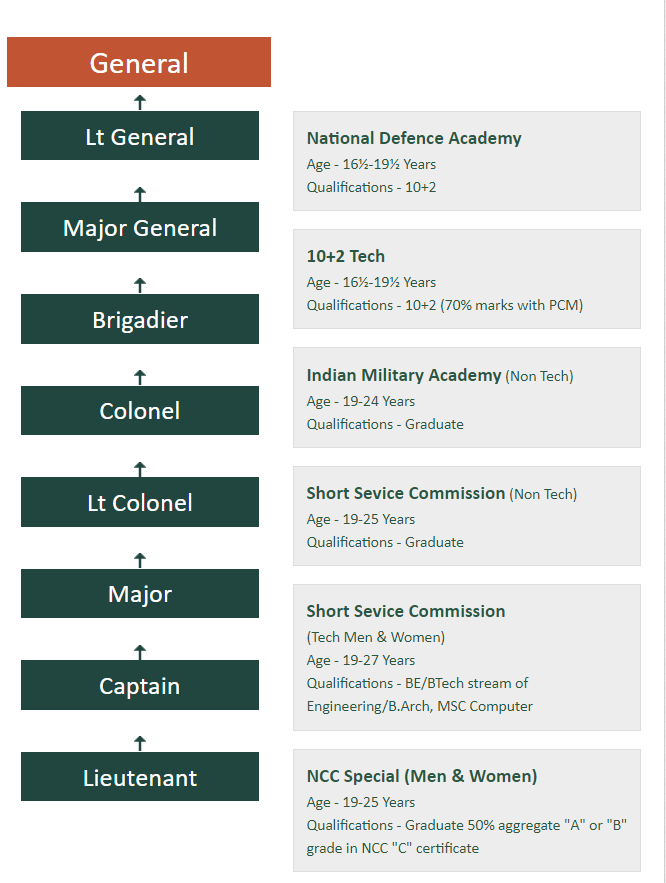 General
Lt General
Major General
Brigadier
Colonel
Lt Colonel
Major
Captain
Lieutenant
National Defence Academy
Age - 16½-19½ Years
Qualifications - 10+2
10+2 Tech
Age - 16½-19½ Years
Qualifications - 10+2 (70% marks with PCM)
Indian Military Academy (Non Tech)
Age - 19-24 Years
Qualifications - Graduate
Short Sevice Commission (Non Tech)
Age - 19-25 Years
Qualifications - Graduate
Short Sevice Commission
(Tech Men & Women)
Age - 19-27 Years
Qualifications - BE/BTech stream of
Engineering/B.Arch, MSC Computer
NCC Special (Men & Women)
Age - 19-25 Years
Qualifications - Graduate 50% aggregate "A" or "B"
grade in NCC "C" certificate